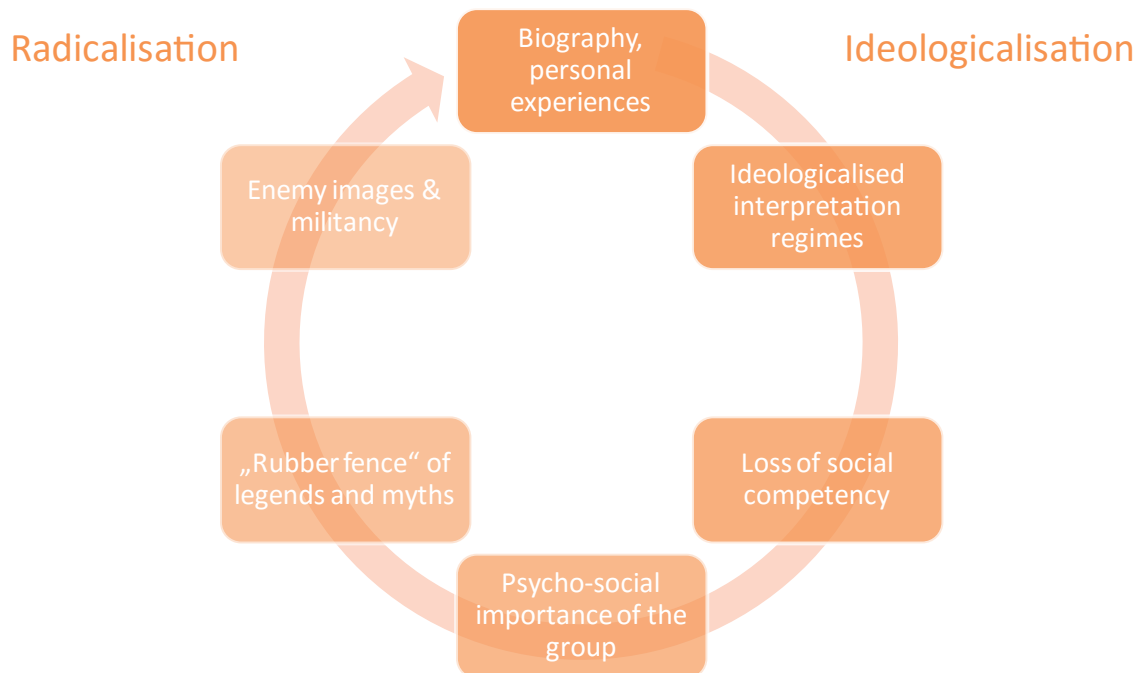 Radicalisation
Ideologicalisation
Biography,
personal
experiences
Ideologicalised
interpretation
regimes
Loss of social
competency
Psycho-social
importance of the
group
„Rubber fence“ of
legends and myths
Enemy images &
militancy